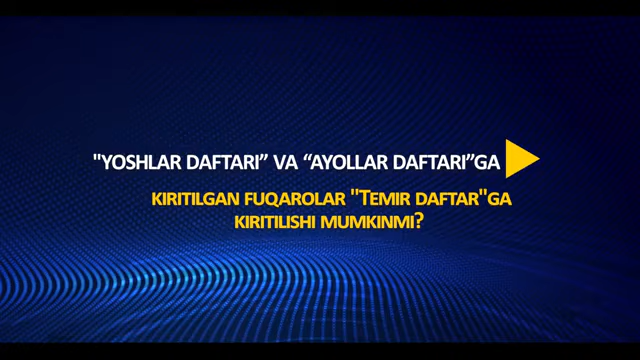 "YOSHLAR DAFTARI” VA “AYOLLAR DAFTARI”GA
KIRITILGAN FUQAROLAR "TEMIR DAFTAR"GA
KIRITILISHI MUMKINMI?